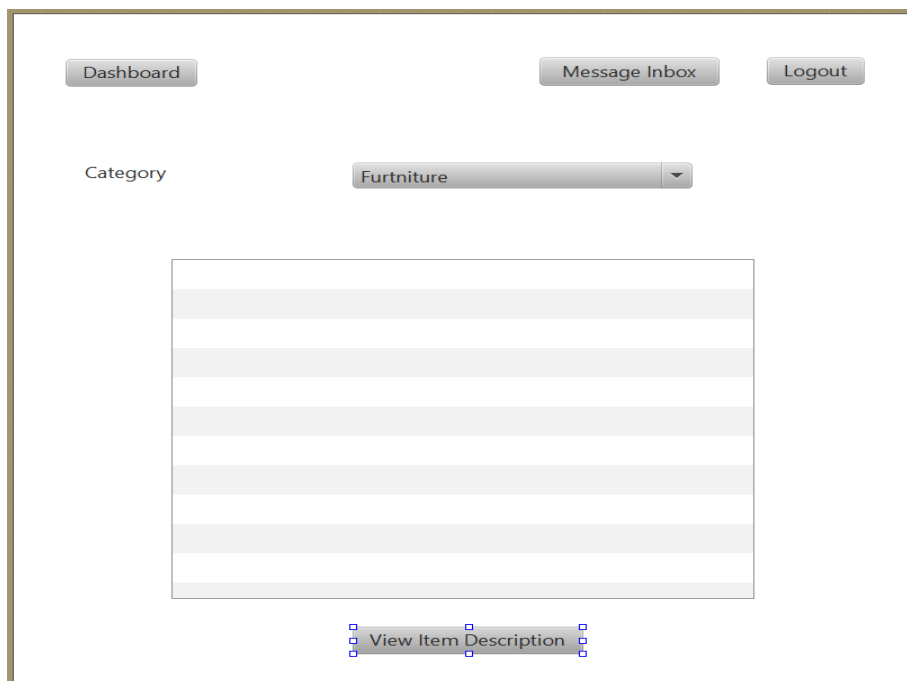 Dashboard
Message Inbox
Logout
Category
Furtniture
View Item Description